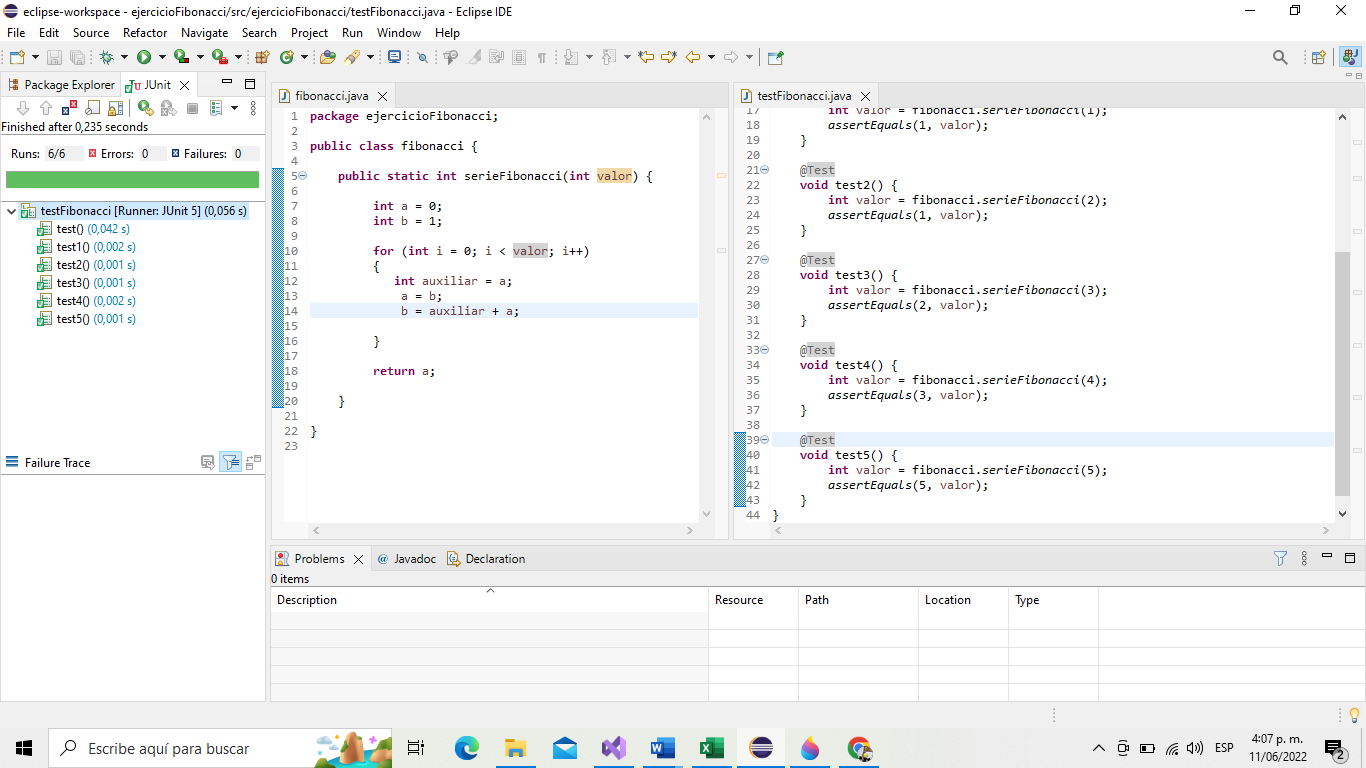 eclipse-workspace - ejercicioFibonacci/src/ejercicioFibonacci/testFibonacci.java - Eclipse IDE
File Edit Source Refactor Navigate Search Project Run Window Help
Package Explorer JUnit
Finished after 0,235 seconds
Runs: 6/6 Errors: 0 Failures: 0
testFibonacci [Runner: JUnit 5] (0,056 s)
test() (0,042 s)
test1() (0,002 s)
test2() (0,001 s)
test3() (0,001 s)
test4() (0,002 s)
test5() (0,001 s)
Failure Trace
fibonacci.java
1 package ejercicioFibonacci;
2
3 public class fibonacci {
4
5 public static int serieFibonacci(int valor) {
6
7 int a = 0;
8 int b = 1;
9
10 for (int i = 0; i < valor; i++)
11 {
12 int auxiliar = a;
13 a = b;
14 b = auxiliar + a;
15
16 }
17
18 return a;
19
20 }
21
22 }
23
testFibonacci.java
17 int valor = fibonacci.serieFibonacci(1);
18 assertEquals(1, valor);
19 }
20
21 @Test
22 void test2() {
23 int valor = fibonacci.serieFibonacci(2);
24 assertEquals(1, valor);
25 }
26
27 @Test
28 void test3() {
29 int valor = fibonacci.serieFibonacci(3);
30 assertEquals(2, valor);
31 }
32
33 @Test
34 void test4() {
35 int valor = fibonacci.serieFibonacci(4);
36 assertEquals(3, valor);
37 }
38
39 @Test
40 void test5() {
41 int valor = fibonacci.serieFibonacci(5);
42 assertEquals(5, valor);
43 }
44 }
Problems @ Javadoc Declaration
0 items
Description Resource Path Location Type
Escribe aquí para buscar
ESP
4:07 p. m.
11/06/2022
2